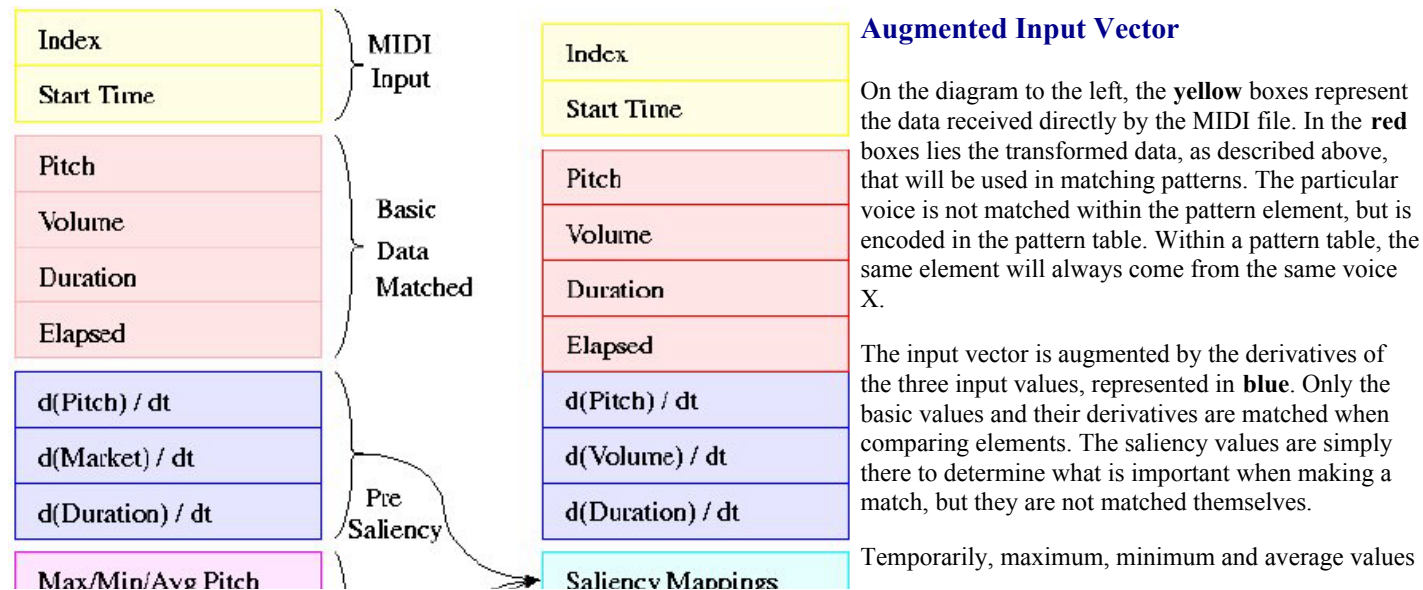 Index
Start Time
MIDI
Input
Pitch
Volume
Duration
Elapsed
Basic
Data
Matched
d(Pitch) / dt
d(Market) / dt
d(Duration) / dt
Pre
Saliency
Max/Min/Avg Pitch
Index
Start Time
Pitch
Volume
Duration
Elapsed
d(Pitch) / dt
d(Volume) / dt
d(Duration) / dt
Saliency Mappings
Augmented Input Vector
On the diagram to the left, the yellow boxes represent
the data received directly by the MIDI file. In the red
boxes lies the transformed data, as described above,
that will be used in matching patterns. The particular
voice is not matched within the pattern element, but is
encoded in the pattern table. Within a pattern table, the
same element will always come from the same voice
X.
The input vector is augmented by the derivatives of
the three input values, represented in blue. Only the
basic values and their derivatives are matched when
comparing elements. The saliency values are simply
there to determine what is important when making a
match, but they are not matched themselves.
Temporarily, maximum, minimum and average values